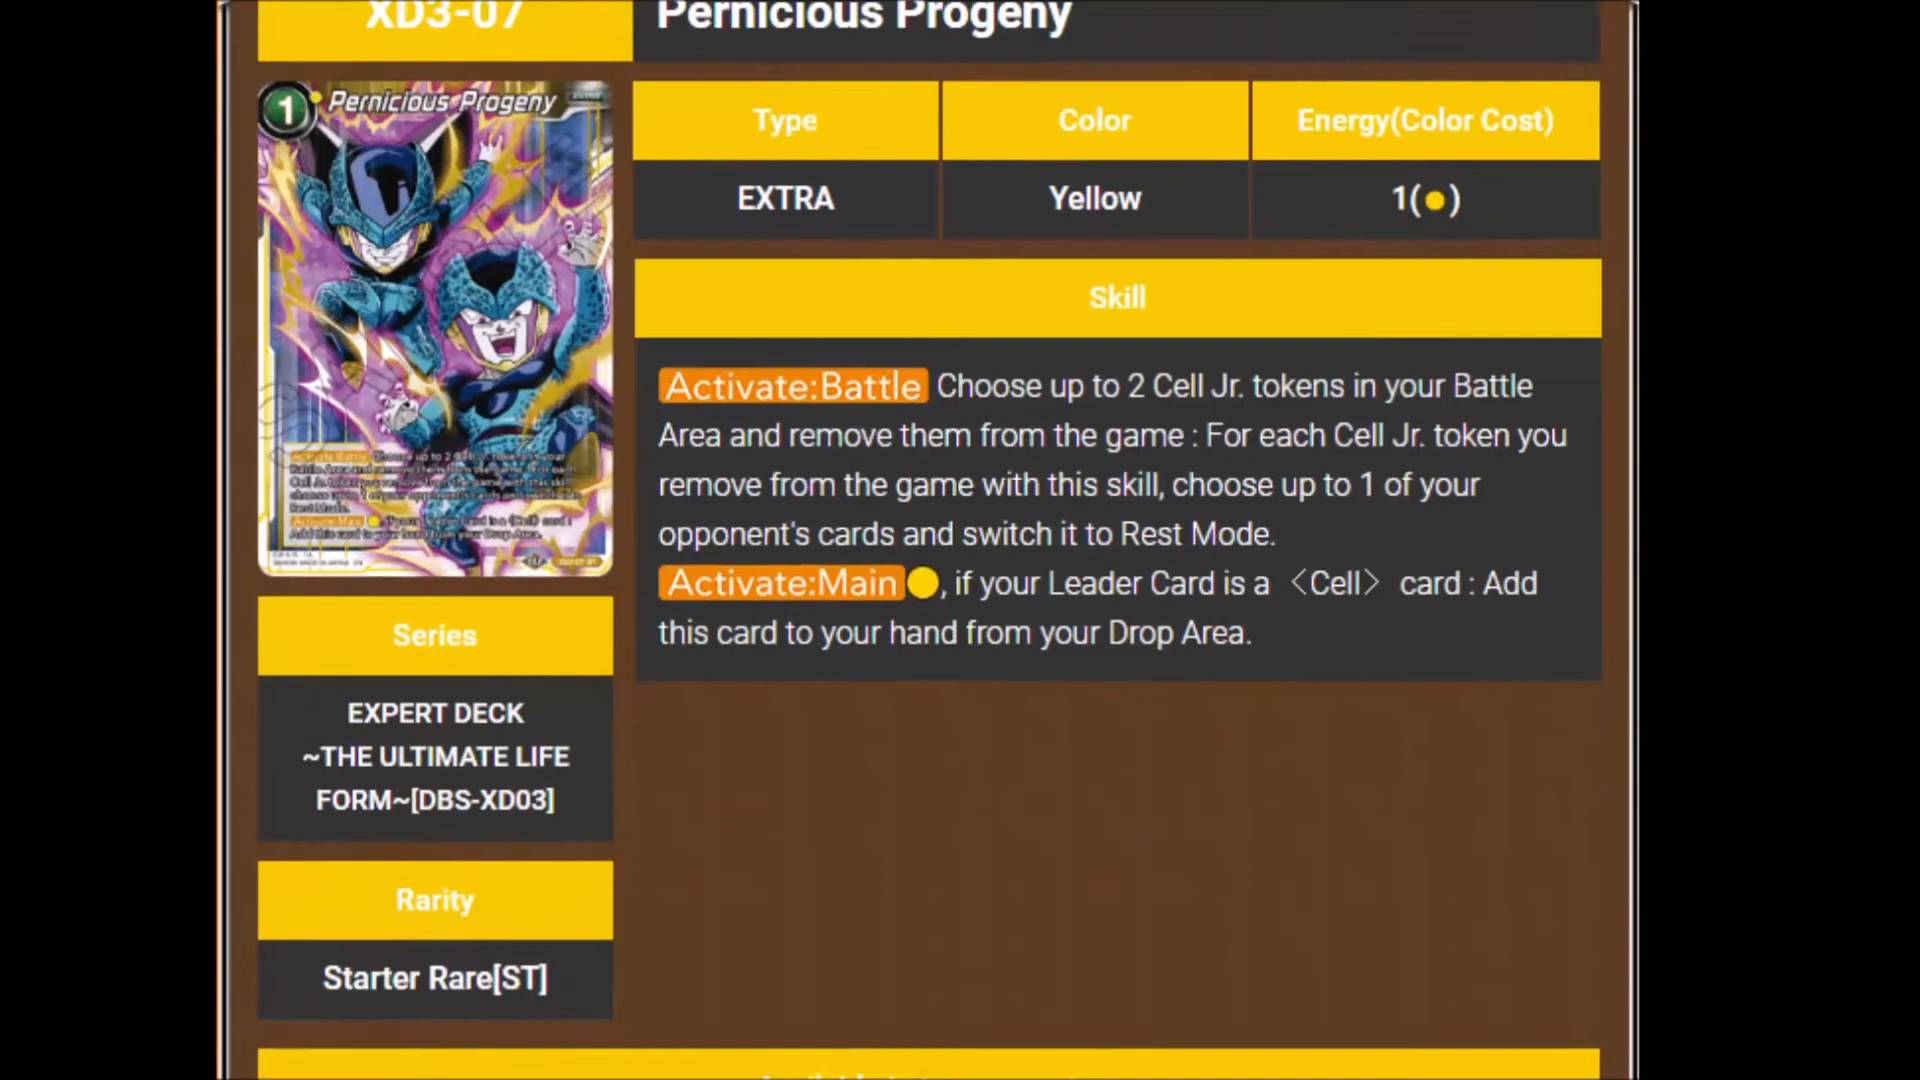 XD3-07
Pernicious Progeny
1 Pernicious Progeny
Type
Color
Energy(Color Cost)
EXTRA
Yellow
1( )
Skill
Activate:Battle Choose up to 2 Cell Jr. tokens in your Battle
Area and remove them from the game : For each Cell Jr. token you
remove from the game with this skill, choose up to 1 of your
opponent's cards and switch it to Rest Mode.
Activate:Main , if your Leader Card is a 〈Cell〉 card : Add
this card to your hand from your Drop Area.
Series
EXPERT DECK
~THE ULTIMATE LIFE
FORM~[DBS-XD03]
Rarity
Starter Rare[ST]